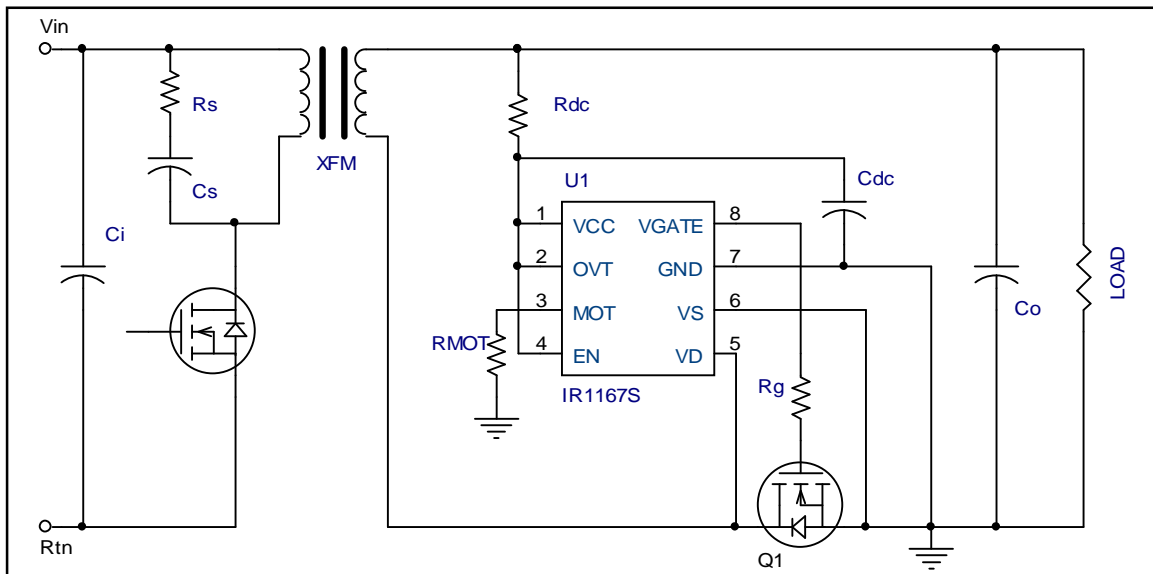 Vin
Rs
Rdc
XFM
U1
Cdc
Cs
1 VCC VGATE 8
Ci
2 OVT GND 7
LOAD
3 MOT VS 6
Co
RMOT
4 EN VD 5
IR1167S
Rg
Rtn
Q1